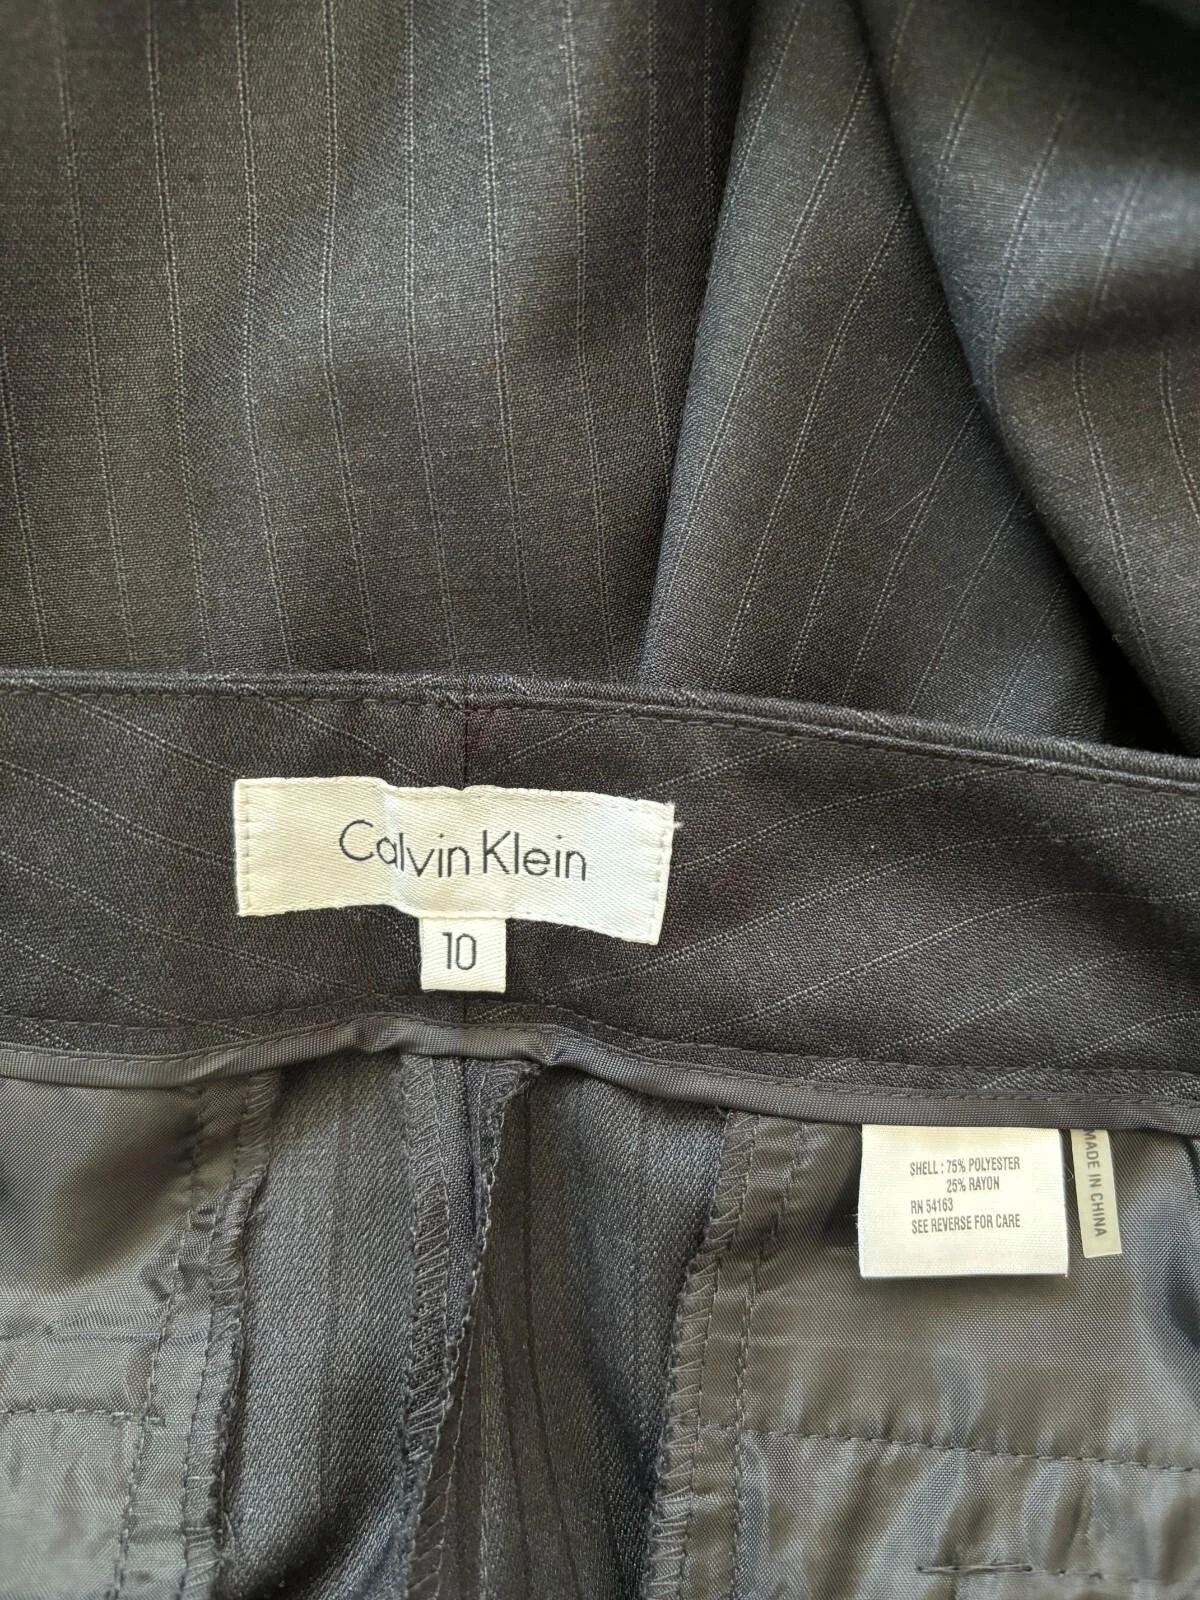 Calvin Klein
10
SHELL : 75% POLYESTER
25% RAYON
RN 54163
SEE REVERSE FOR CARE
MADE IN CHINA